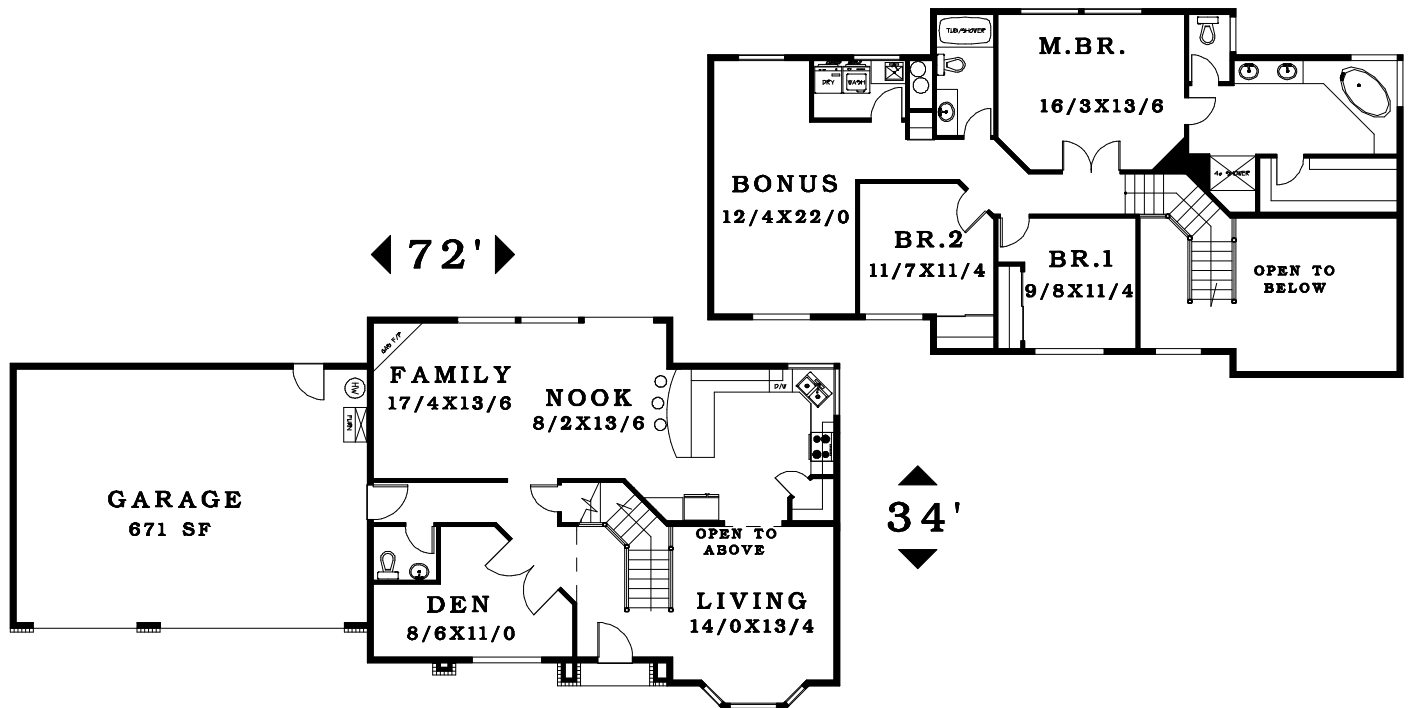 TUB/SHOWER
M.BR.
16/3X13/6
DRY
WASH
BONUS
12/4X22/0
BR.2
11/7X11/4
BR.1
9/8X11/4
SHOWER
OPEN TO
BELOW
72'
GAS F/P
FAMILY
17/4X13/6
NOOK
8/2X13/6
D/W
HW
FURN
GARAGE
671 SF
34'
OPEN TO
ABOVE
DEN
8/6X11/0
LIVING
14/0X13/4